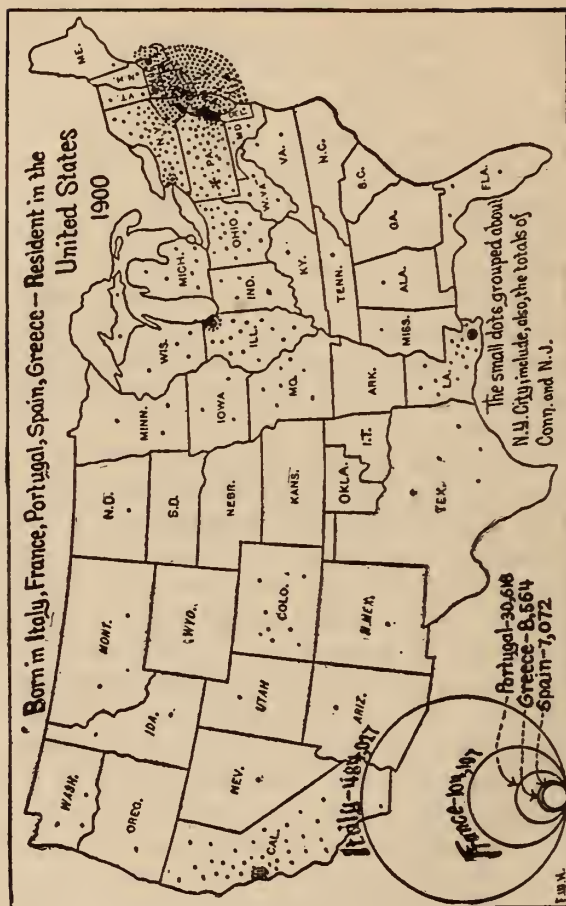 Born in Italy, France, Portugal, Spain, Greece—Resident in the
United States
1900
WASH.
OREG.
CAL.
NEV.
IDA.
MONT.
WYO.
UTAH
ARIZ.
COLO.
N.MEX.
N.D.
S.D.
NEBR.
KANS.
OKLA.
I.T.
TEX.
MINN.
IOWA
MO.
ARK.
LA.
WIS.
ILL.
MICH.
IND.
OHIO
KY.
TENN.
MISS.
ALA.
GA.
FLA.
S.C.
N.C.
VA.
W.VA
MD.
PA.
N.Y.
VT.
N.H.
ME.
Italy-484,027
France-104,197
Portugal-30,618
Greece-8,564
Spain-7,072
The small dots grouped about
N.Y. City, include, also, the totals of
Conn. and N.J.